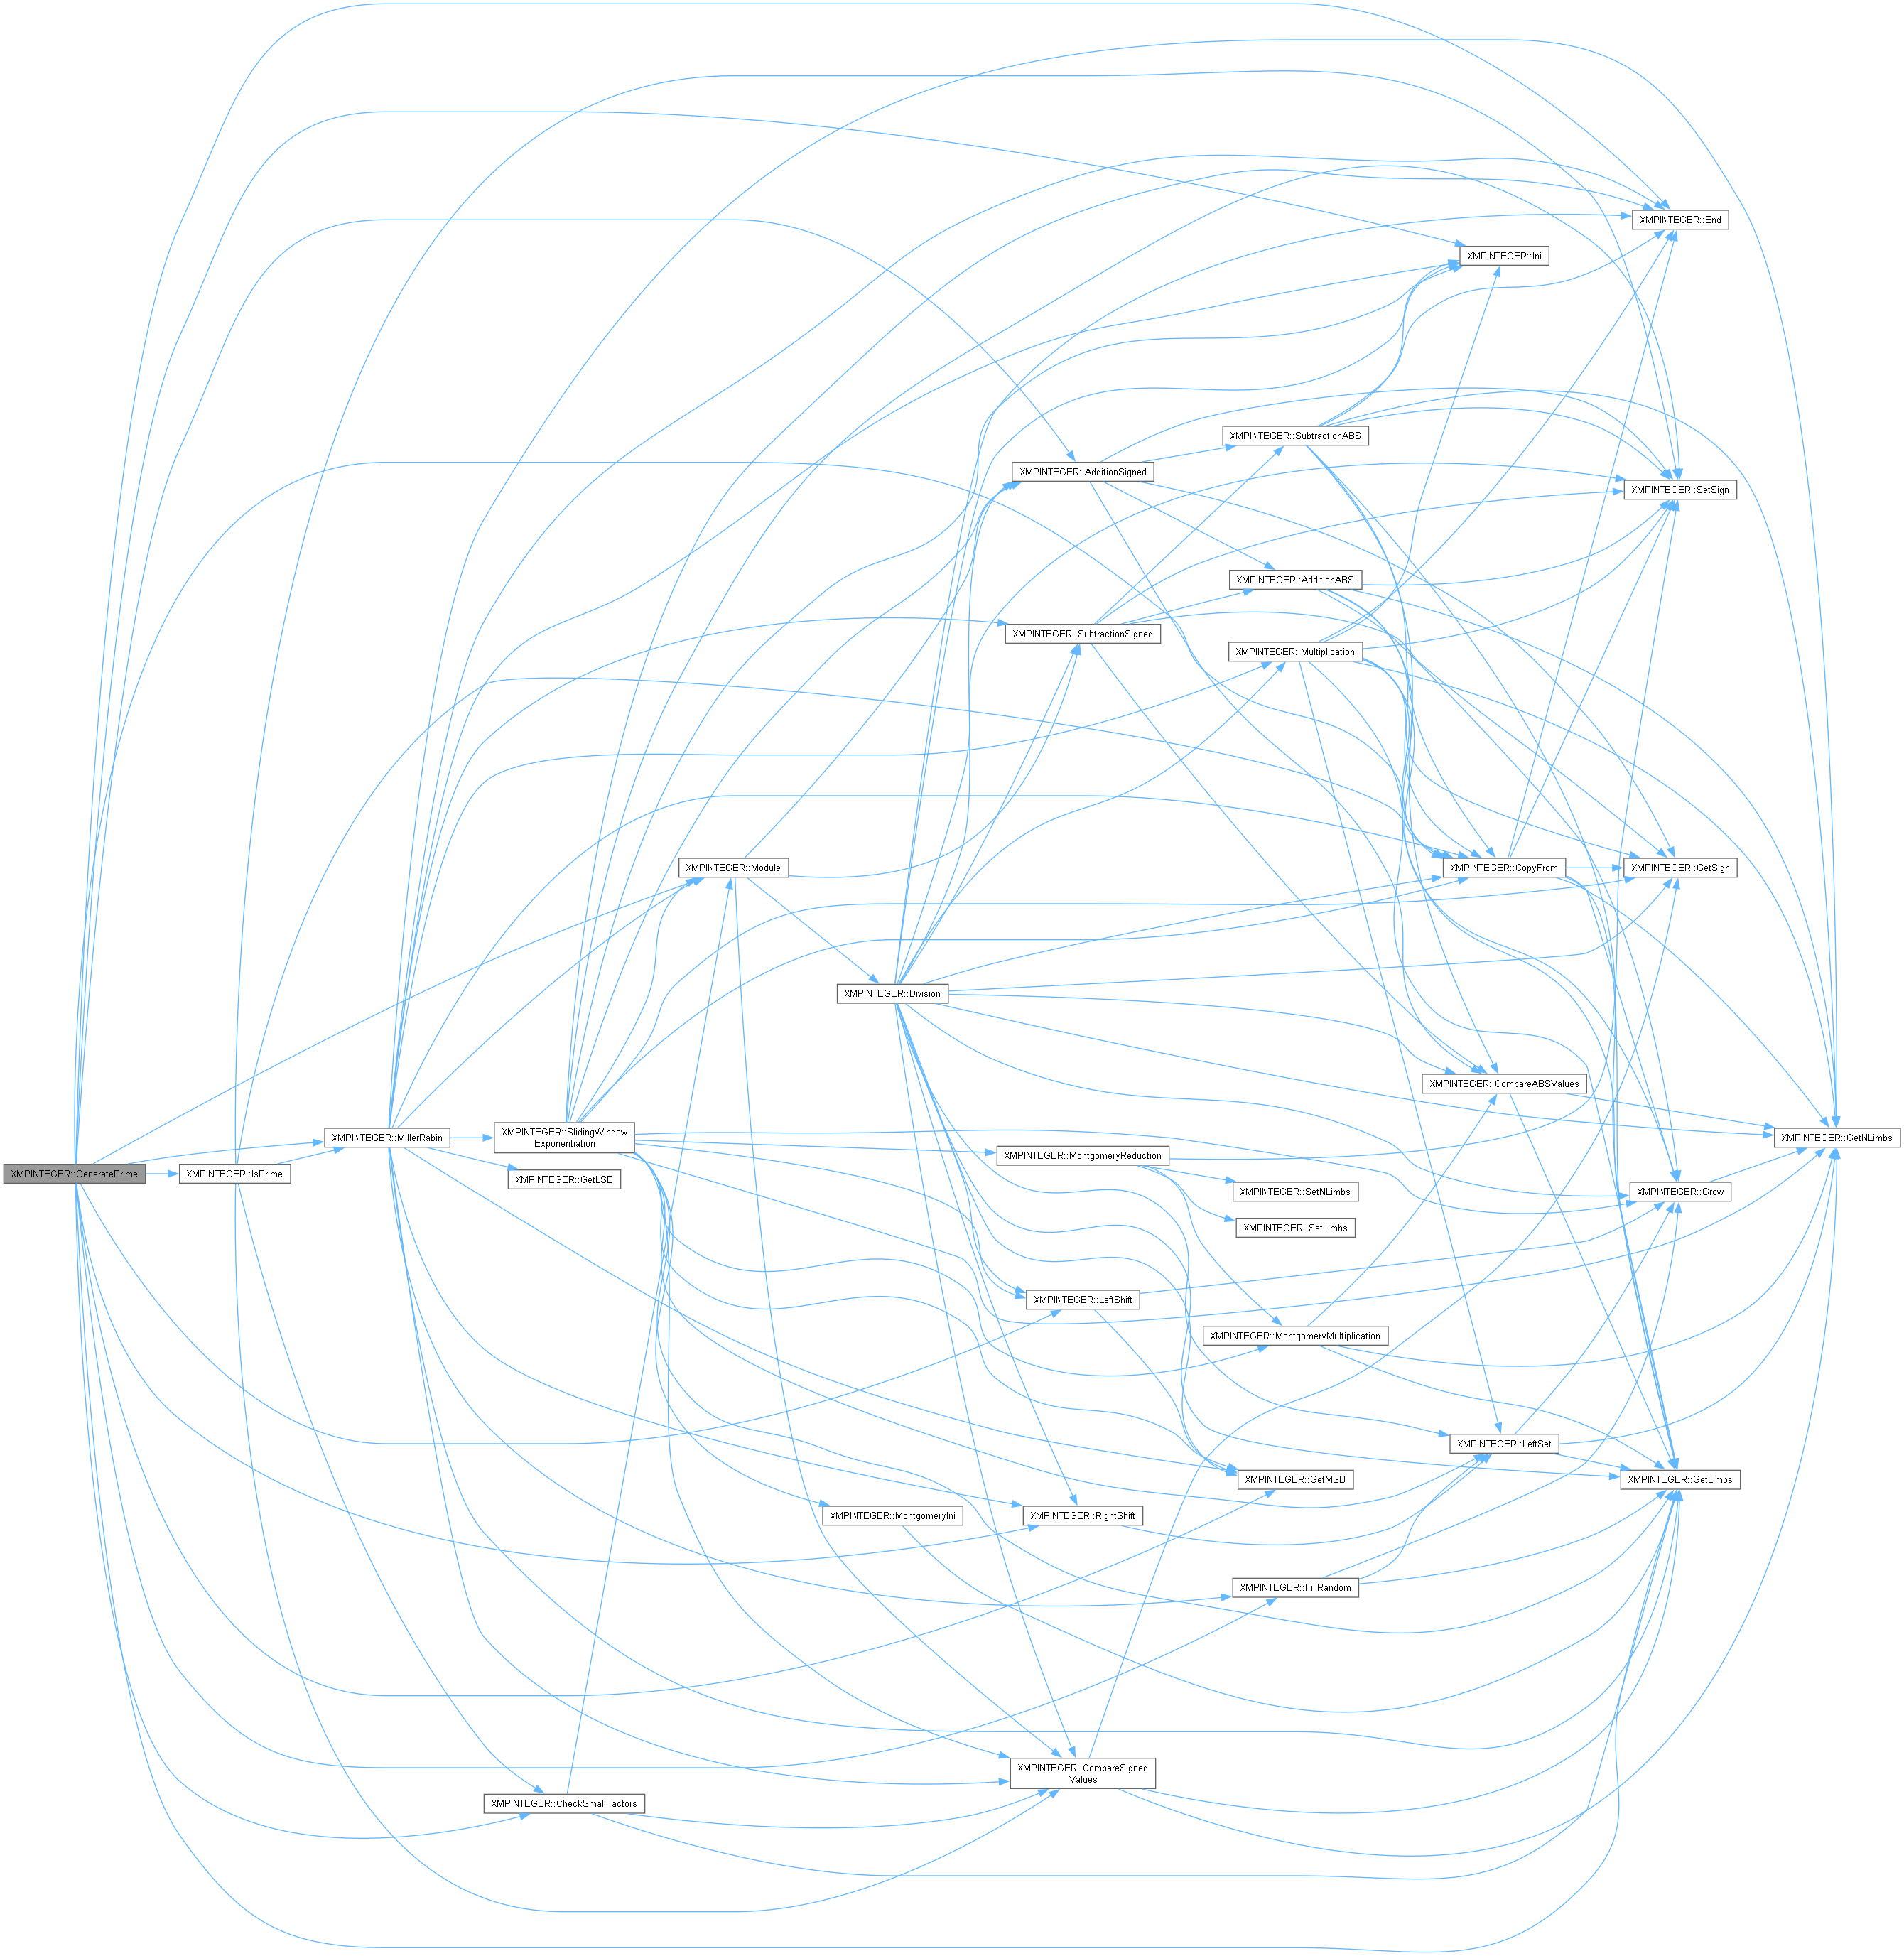 XMPINTEGER::End
XMPINTEGER::Ini
XMPINTEGER::SubtractionABS
XMPINTEGER::AdditionSigned
XMPINTEGER::SetSign
XMPINTEGER::AdditionABS
XMPINTEGER::SubtractionSigned
XMPINTEGER::Multiplication
XMPINTEGER::Module
XMPINTEGER::CopyFrom
XMPINTEGER::GetSign
XMPINTEGER::Division
XMPINTEGER::CompareABSValues
XMPINTEGER::MillerRabin
XMPINTEGER::SlidingWindow
Exponentiation
XMPINTEGER::GetNLimbs
XMPINTEGER::MontgomeryReduction
XMPINTEGER::GeneratePrime
XMPINTEGER::IsPrime
XMPINTEGER::GetLSB
XMPINTEGER::SetNLimbs
XMPINTEGER::Grow
XMPINTEGER::SetLimbs
XMPINTEGER::LeftShift
XMPINTEGER::MontgomeryMultiplication
XMPINTEGER::LeftSet
XMPINTEGER::GetMSB
XMPINTEGER::GetLimbs
XMPINTEGER::MontgomeryIni
XMPINTEGER::RightShift
XMPINTEGER::FillRandom
XMPINTEGER::CompareSigned
Values
XMPINTEGER::CheckSmallFactors